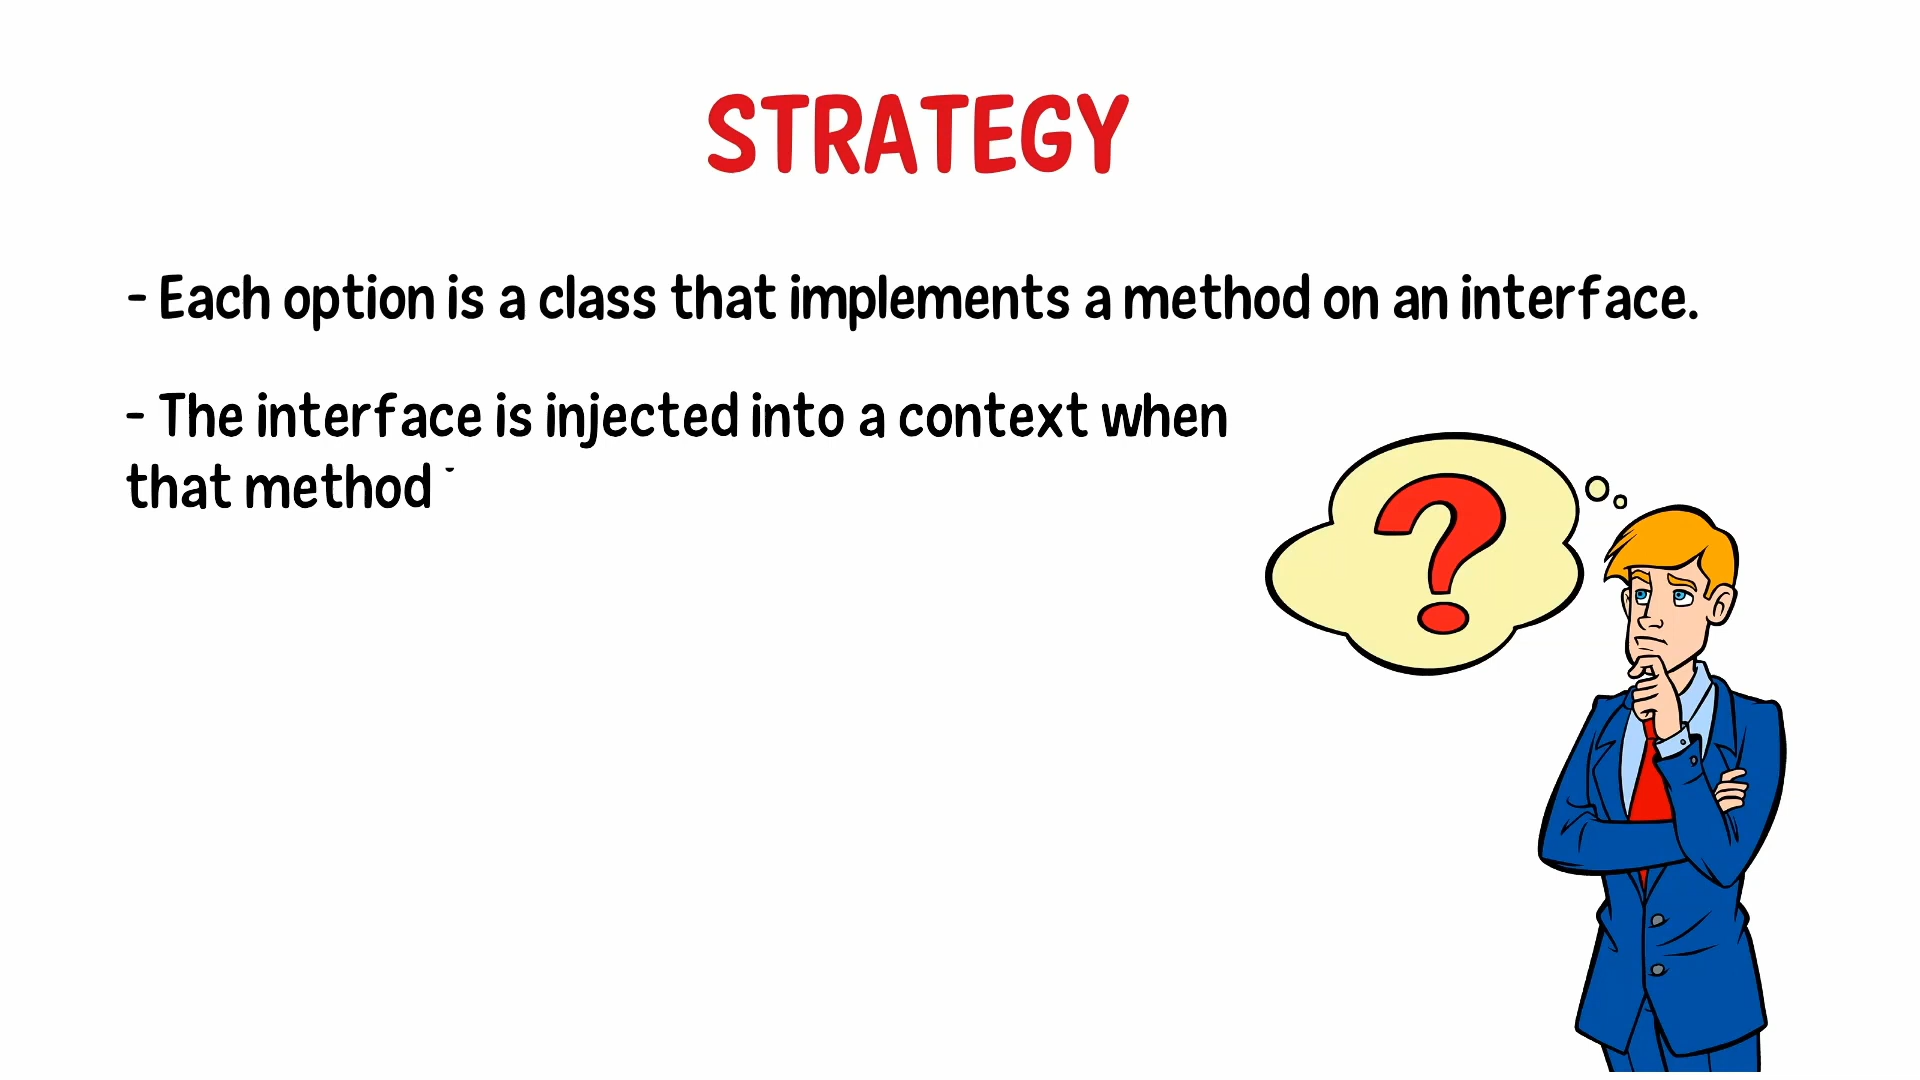 STRATEGY
- Each option is a class that implements a method on an interface.
- The interface is injected into a context when
that method
?